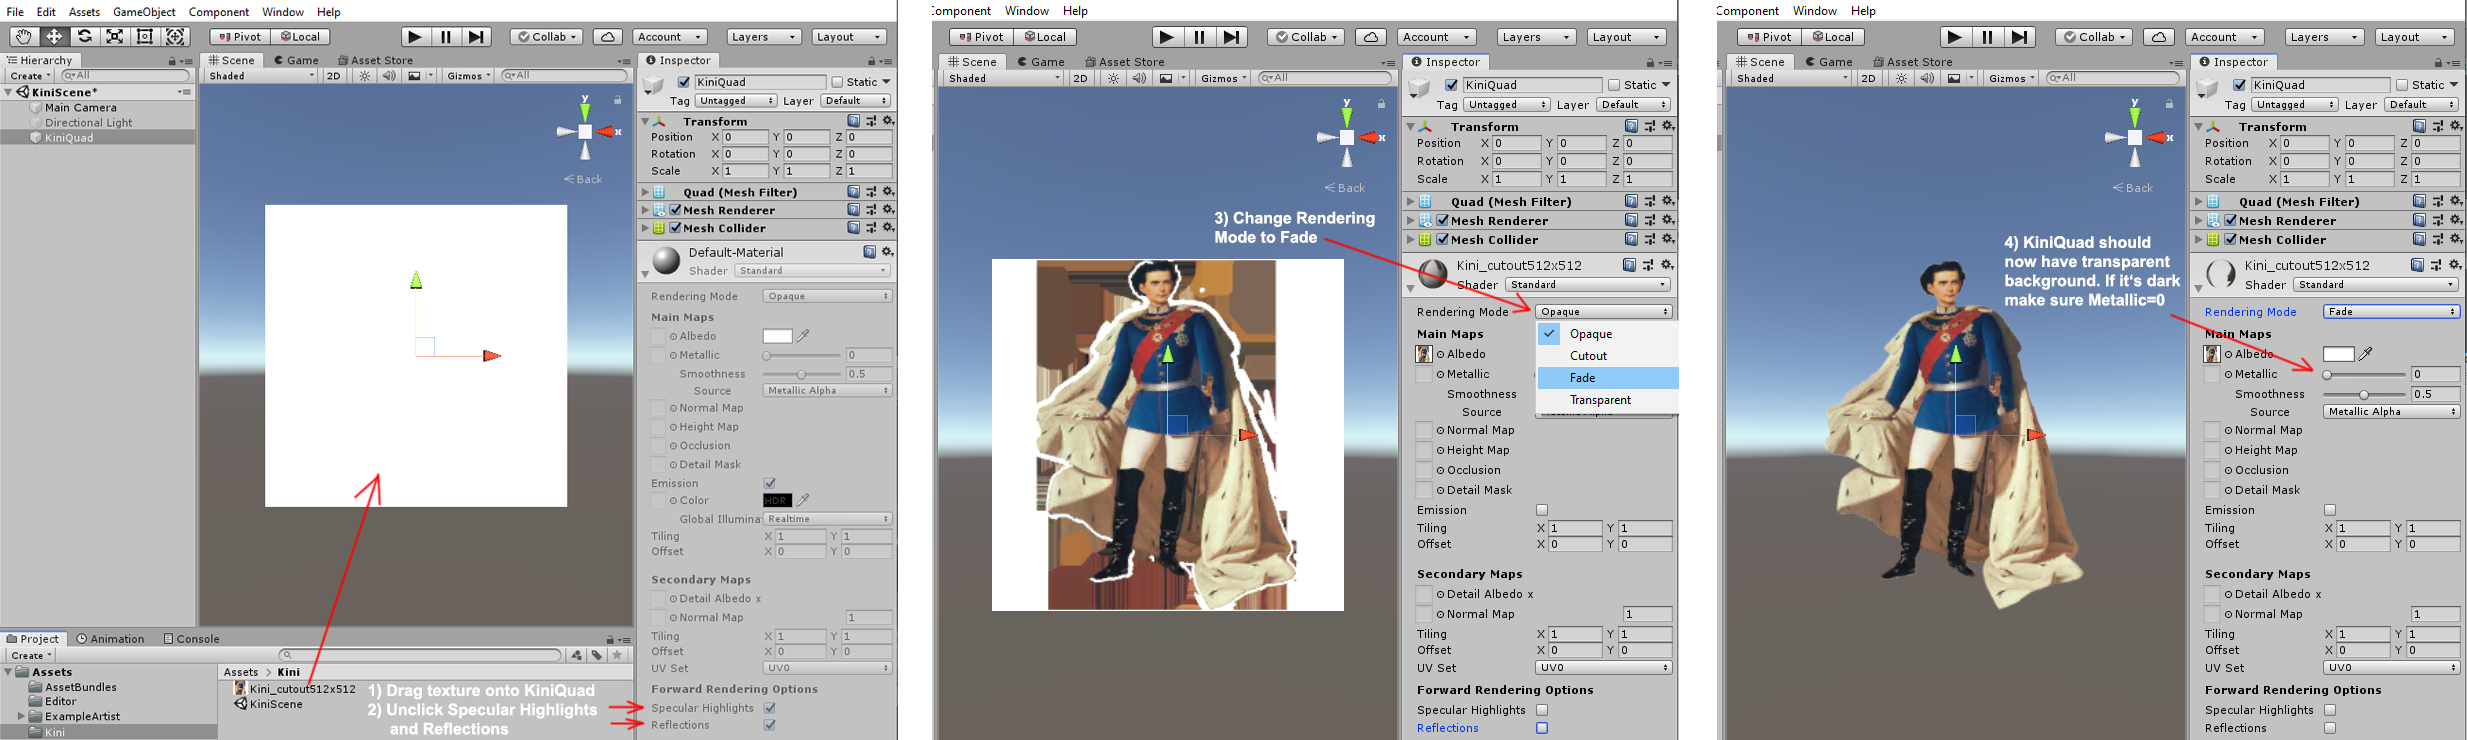 File Edit Assets GameObject Component Window Help
Pivot Local Collab Account Layers Layout
Hierarchy
Create All
KiniScene*
Main Camera
Directional Light
KiniQuad
Scene Game Asset Store
Shaded 2D Gizmos All
y
x
Back
Inspector
KiniQuad Static
Tag Untagged Layer Default
Transform
Position X 0 Y 0 Z 0
Rotation X 0 Y 0 Z 0
Scale X 1 Y 1 Z 1
Quad (Mesh Filter)
Mesh Renderer
Mesh Collider
Default-Material
Shader Standard
Rendering Mode Opaque
Main Maps
Albedo
Metallic 0
Smoothness 0.5
Source Metallic Alpha
Normal Map
Height Map
Occlusion
Detail Mask
Emission
Color HDR
Global Illumina Realtime
Tiling X 1 Y 1
Offset X 0 Y 0
Secondary Maps
Detail Albedo x
Normal Map 1
Tiling X 1 Y 1
Offset X 0 Y 0
UV Set UV0
Forward Rendering Options
Specular Highlights
Reflections
Project Animation Console
Create
Assets
AssetBundles
Editor
ExampleArtist
Kini
Assets > Kini
Kini_cutout512x512
KiniScene
1) Drag texture onto KiniQuad
2) Unclick Specular Highlights
and Reflections
Component Window Help
Pivot Local Collab Account Layers Layout
Scene Game Asset Store
Shaded 2D Gizmos All
y
x
Back
3) Change Rendering
Mode to Fade
Inspector
KiniQuad Static
Tag Untagged Layer Default
Transform
Position X 0 Y 0 Z 0
Rotation X 0 Y 0 Z 0
Scale X 1 Y 1 Z 1
Quad (Mesh Filter)
Mesh Renderer
Mesh Collider
Kini_cutout512x512
Shader Standard
Rendering Mode Opaque
Opaque
Cutout
Fade
Transparent
Main Maps
Albedo
Metallic
Smoothness
Source Metallic Alpha
Normal Map
Height Map
Occlusion
Detail Mask
Emission
Tiling X 1 Y 1
Offset X 0 Y 0
Secondary Maps
Detail Albedo x
Normal Map 1
Tiling X 1 Y 1
Offset X 0 Y 0
UV Set UV0
Forward Rendering Options
Specular Highlights
Reflections
Component Window Help
Pivot Local Collab Account Layers Layout
Scene Game Asset Store
Shaded 2D Gizmos All
y
x
Back
4) KiniQuad should
now have transparent
background. If it's dark
make sure Metallic=0
Inspector
KiniQuad Static
Tag Untagged Layer Default
Transform
Position X 0 Y 0 Z 0
Rotation X 0 Y 0 Z 0
Scale X 1 Y 1 Z 1
Quad (Mesh Filter)
Mesh Renderer
Mesh Collider
Kini_cutout512x512
Shader Standard
Rendering Mode Fade
Main Maps
Albedo
Metallic 0
Smoothness 0.5
Source Metallic Alpha
Normal Map
Height Map
Occlusion
Detail Mask
Emission
Tiling X 1 Y 1
Offset X 0 Y 0
Secondary Maps
Detail Albedo x
Normal Map 1
Tiling X 1 Y 1
Offset X 0 Y 0
UV Set UV0
Forward Rendering Options
Specular Highlights
Reflections